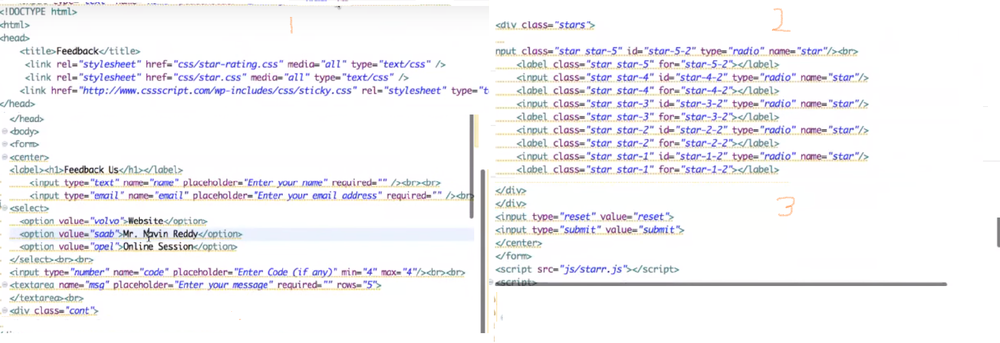 <!DOCTYPE html>
<html>
<head>
<title>Feedback</title>
<link rel="stylesheet" href="css/star-rating.css" media="all" type="text/css" />
<link rel="stylesheet" href="css/star.css" media="all" type="text/css" />
<link href="http://www.cssscript.com/wp-includes/css/sticky.css" rel="stylesheet" type="t
</head>
</head>
<body>
<form>
<center>
<label><h1>Feedback Us</h1></label>
<input type="text" name="name" placeholder="Enter your name" required="" /><br><br>
<input type="email" name="email" placeholder="Enter your email address" required="" /><br>
<select>
<option value="volvo">Website</option>
<option value="saab">Mr. Navin Reddy</option>
<option value="opel">Online Session</option>
</select><br><br>
<input type="number" name="code" placeholder="Enter Code (if any)" min="4" max="4"/><br><br>
<textarea name="msg" placeholder="Enter your message" required="" rows="5">
</textarea><br>
<div class="cont">
1
2
<div class="stars">
nput class="star star-5" id="star-5-2" type="radio" name="star"/><br>
<label class="star star-5" for="star-5-2"></label>
<input class="star star-4" id="star-4-2" type="radio" name="star"/>
<label class="star star-4" for="star-4-2"></label>
<input class="star star-3" id="star-3-2" type="radio" name="star"/>
<label class="star star-3" for="star-3-2"></label>
<input class="star star-2" id="star-2-2" type="radio" name="star"/>
<label class="star star-2" for="star-2-2"></label>
<input class="star star-1" id="star-1-2" type="radio" name="star"/>
<label class="star star-1" for="star-1-2"></label>
</div>
</div>
3
<input type="reset" value="reset">
<input type="submit" value="submit">
</center>
</form>
<script src="js/starr.js"></script>
<script>